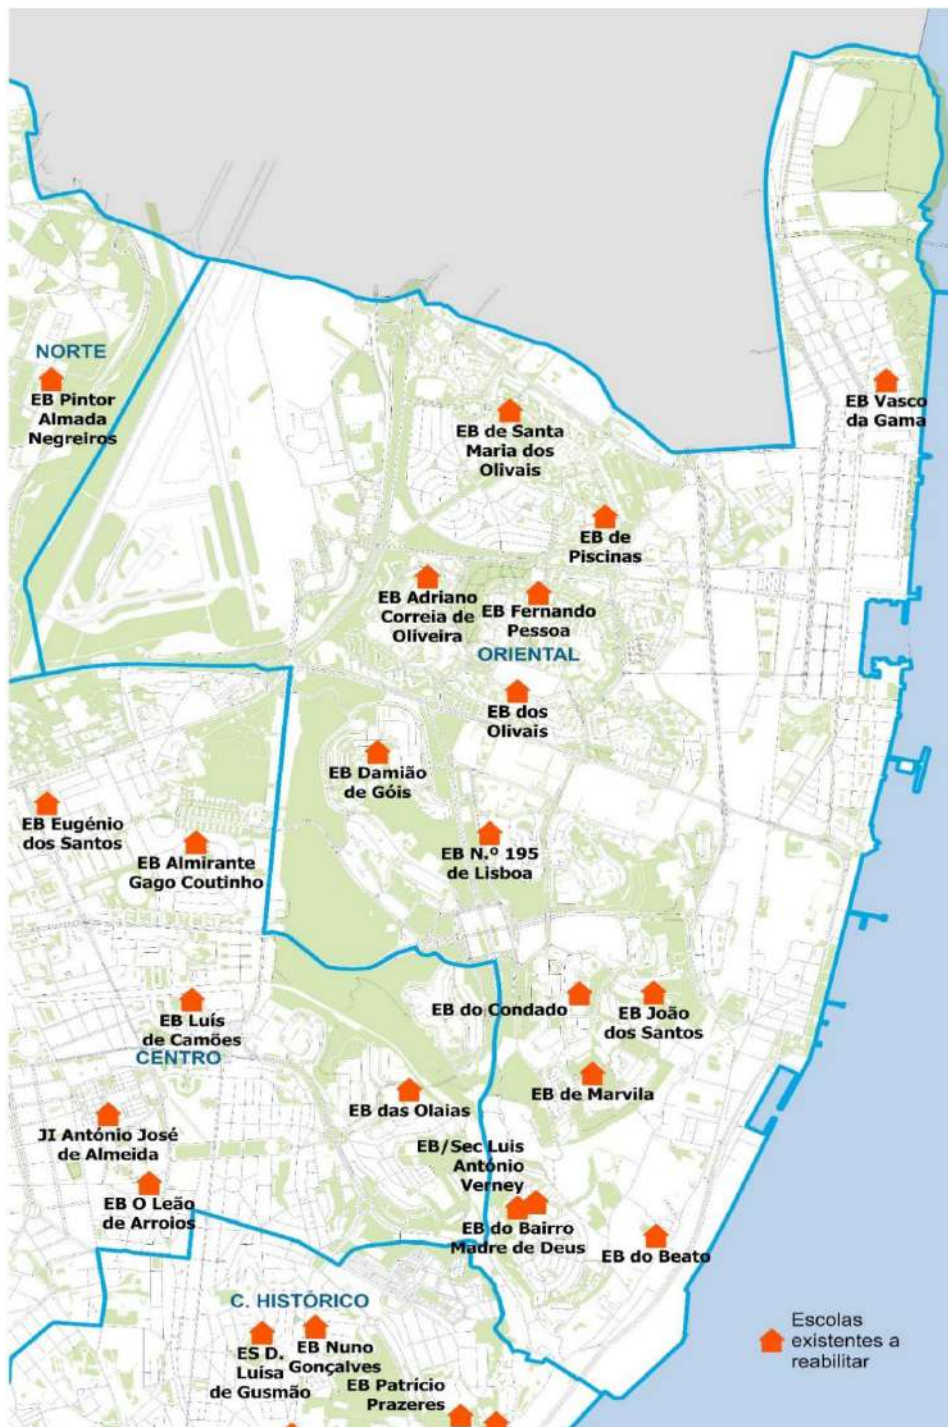 NORTE
EB Pintor
Almada
Negreiros
EB Vasco
da Gama
EB de Santa
Maria dos
Olivais
EB de
Piscinas
EB Adriano
Correia de
Oliveira
EB Fernando
Pessoa
ORIENTAL
EB dos
Olivais
EB Damião
de Góis
EB Eugénio
dos Santos
EB Almirante
Gago Coutinho
EB N.º 195
de Lisboa
EB do Condado
EB João
dos Santos
EB Luís
de Camões
CENTRO
EB de Marvila
EB das Olaias
JI António José
de Almeida
EB/Sec Luis
António
Verney
EB O Leão
de Arroios
EB do Bairro
Madre de Deus
EB do Beato
C. HISTÓRICO
ES D.
Luísa
de Gusmão
EB Nuno
Gonçalves
EB Patrício
Prazeres
Escolas
existentes a
reabilitar